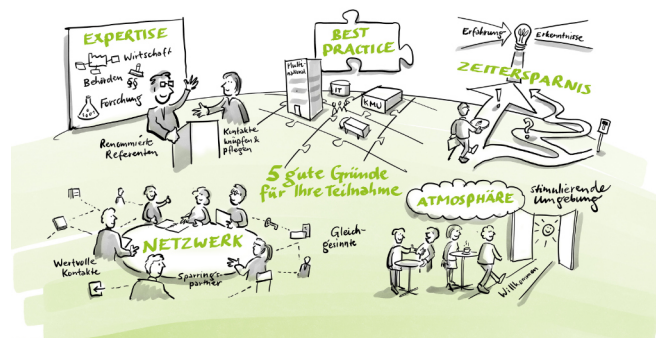 EXPERTISE
Wirtschaft
Behörden
§§
Forschung
Renommierte
Referenten
Kontakte
knüpfen &
pflegen
BEST
PRACTICE
Multi-
national
IT
KMU
Erfahrung
Erkenntnisse
ZEITERSPARNIS
!
?
?
5 gute Gründe
für Ihre Teilnahme
NETZWERK
Wertvolle
Kontakte
Sparrings-
partner
Gleich-
gesinnte
ATMOSPHÄRE
stimulierende
Umgebung
Willkommen